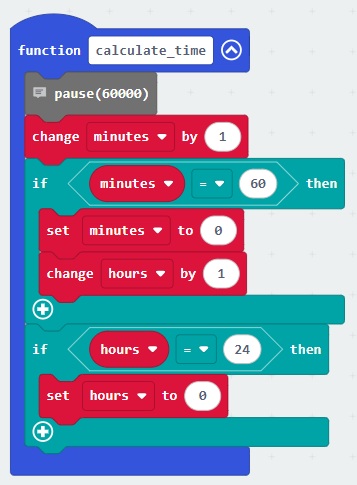 function calculate_time
pause(60000)
change minutes by 1
if minutes = 60 then
set minutes to 0
change hours by 1
if hours = 24 then
set hours to 0